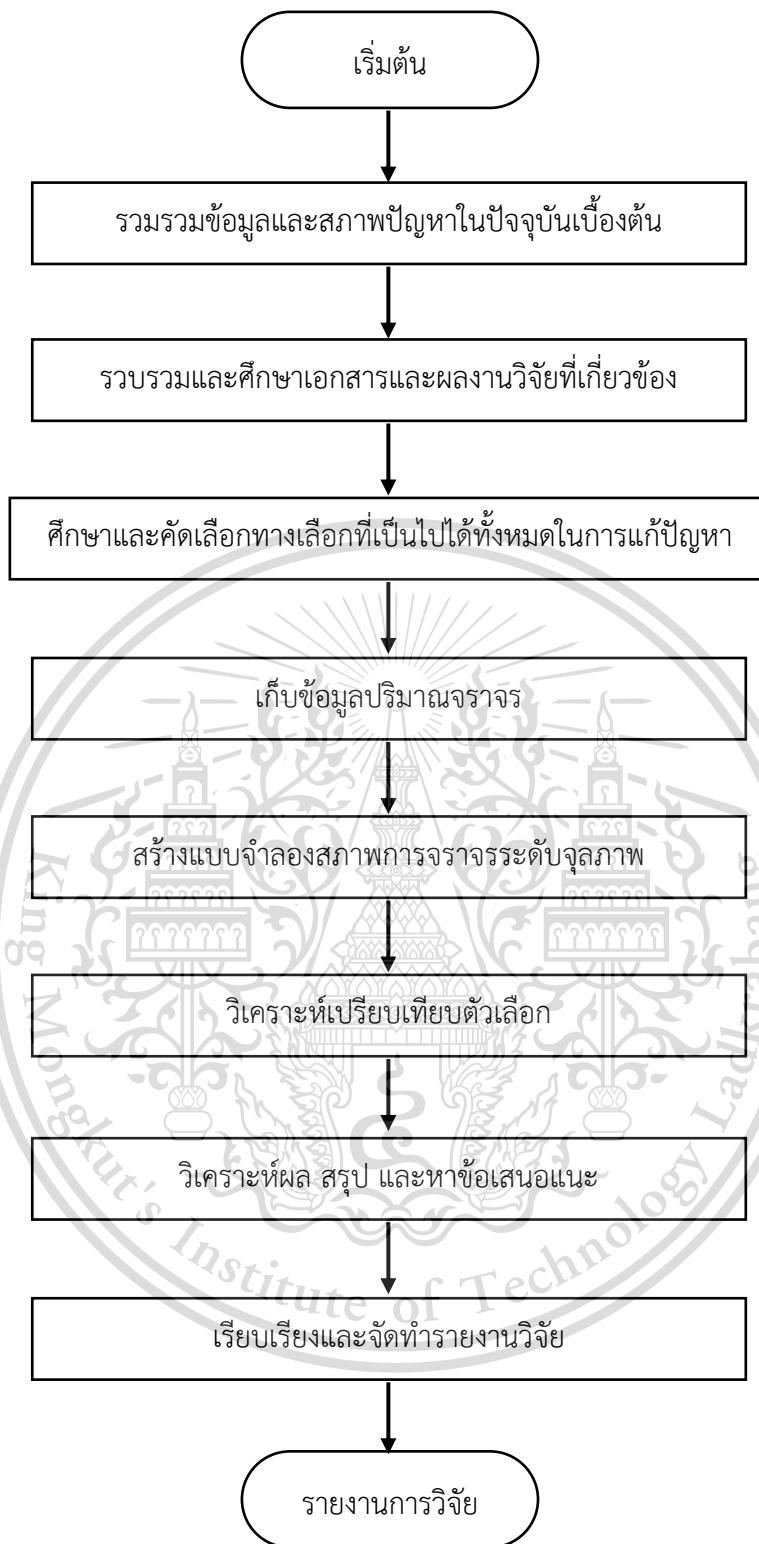 เริ่มต้น
รวมรวมข้อมูลและสภาพปัญหาในปัจจุบันเบื้องต้น
รวบรวมและศึกษาเอกสารและผลงานวิจัยที่เกี่ยวข้อง
ศึกษาและคัดเลือกทางเลือกที่เป็นไปได้ทั้งหมดในการแก้ปัญหา
เก็บข้อมูลปริมาณจราจร
สร้างแบบจำลองสภาพการจราจรระดับจุลภาพ
วิเคราะห์เปรียบเทียบตัวเลือก
วิเคราะห์ผล สรุป และหาข้อเสนอแนะ
เรียบเรียงและจัดทำรายงานวิจัย
รายงานการวิจัย
King Mongkut's Institute of Technology Ladkrabang